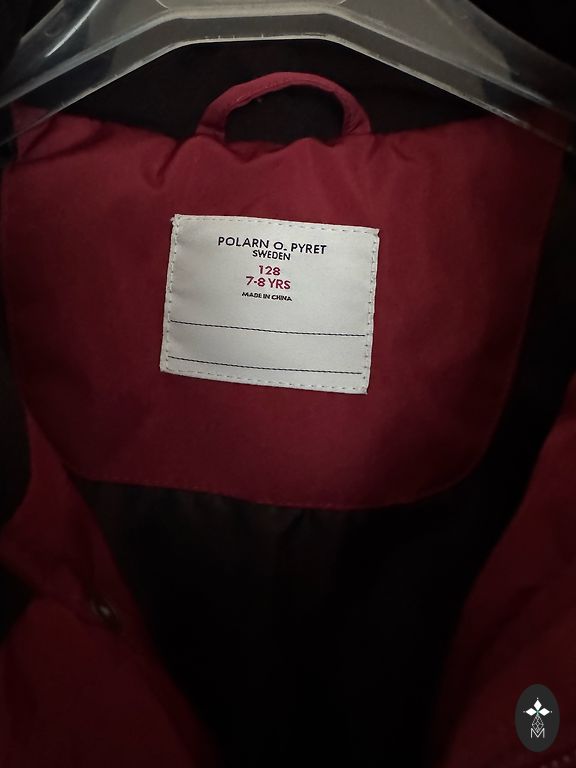 POLARN O. PYRET
SWEDEN
128
7-8 YRS
MADE IN CHINA
M